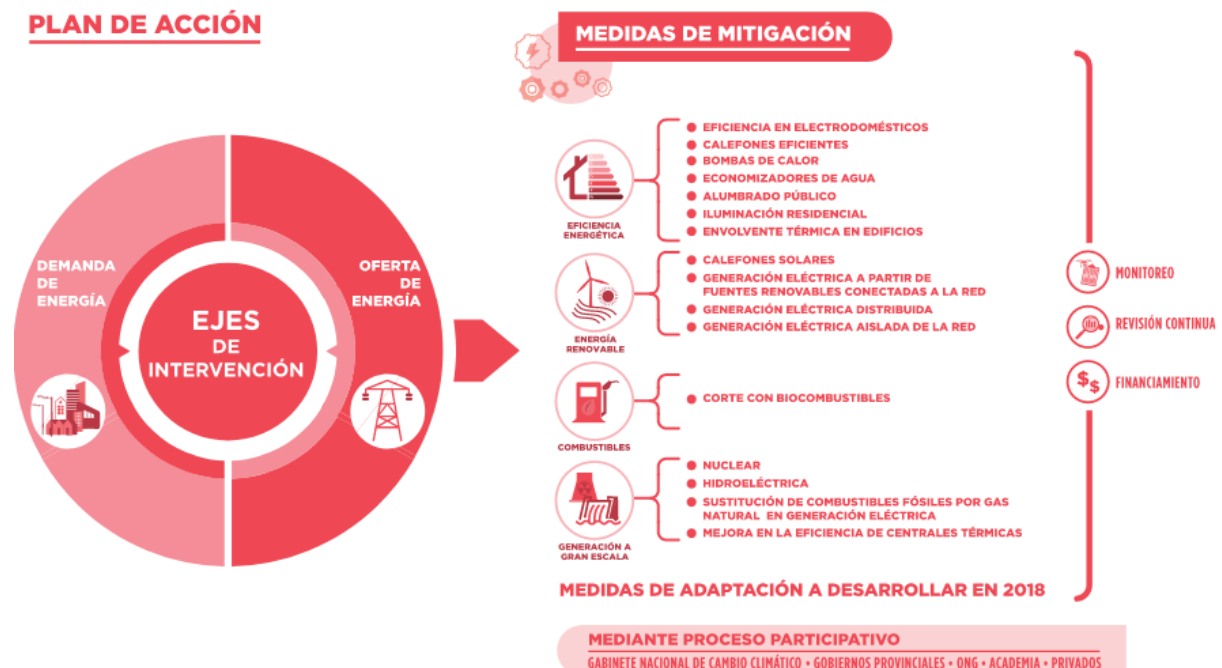 PLAN DE ACCIÓN
DEMANDA
DE
ENERGÍA
OFERTA
DE
ENERGÍA
EJES
DE
INTERVENCIÓN
MEDIDAS DE MITIGACIÓN
EFICIENCIA
ENERGÉTICA
EFICIENCIA EN ELECTRODOMÉSTICOS
CALEFONES EFICIENTES
BOMBAS DE CALOR
ECONOMIZADORES DE AGUA
ALUMBRADO PÚBLICO
ILUMINACIÓN RESIDENCIAL
ENVOLVENTE TÉRMICA EN EDIFICIOS
ENERGÍA
RENOVABLE
CALEFONES SOLARES
GENERACIÓN ELÉCTRICA A PARTIR DE
FUENTES RENOVABLES CONECTADAS A LA RED
GENERACIÓN ELÉCTRICA DISTRIBUIDA
GENERACIÓN ELÉCTRICA AISLADA DE LA RED
COMBUSTIBLES
CORTE CON BIOCOMBUSTIBLES
GENERACIÓN A
GRAN ESCALA
NUCLEAR
HIDROELÉCTRICA
SUSTITUCIÓN DE COMBUSTIBLES FÓSILES POR GAS
NATURAL EN GENERACIÓN ELÉCTRICA
MEJORA EN LA EFICIENCIA DE CENTRALES TÉRMICAS
MONITOREO
REVISIÓN CONTINUA
$$
FINANCIAMIENTO
MEDIDAS DE ADAPTACIÓN A DESARROLLAR EN 2018
MEDIANTE PROCESO PARTICIPATIVO
GABINETE NACIONAL DE CAMBIO CLIMÁTICO • GOBIERNOS PROVINCIALES • ONG • ACADEMIA • PRIVADOS